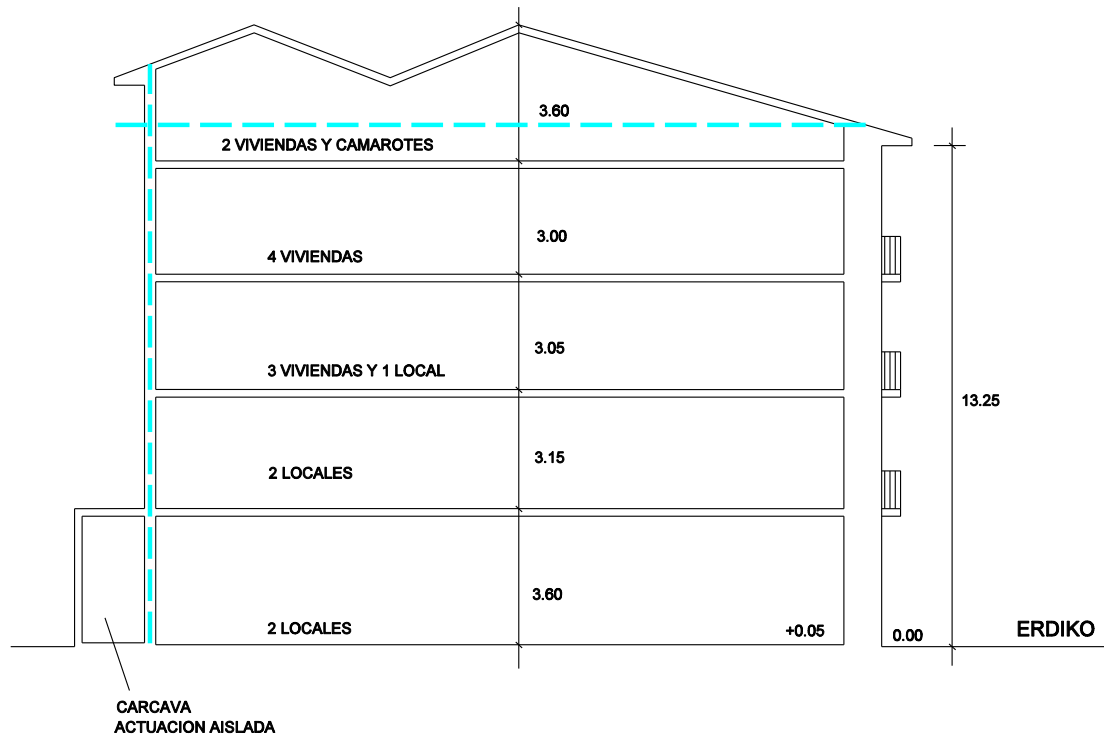 3.60
2 VIVIENDAS Y CAMAROTES
3.00
4 VIVIENDAS
3.05
3 VIVIENDAS Y 1 LOCAL
13.25
3.15
2 LOCALES
3.60
2 LOCALES
+0.05
0.00
ERDIKO
CARCAVA
ACTUACION AISLADA